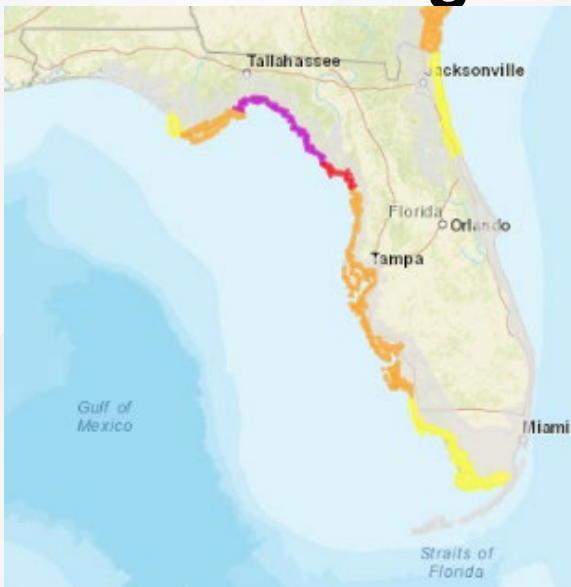 Tallahassee
Jacksonville
Florida
Orlando
Tampa
Gulf of
Mexico
Miami
Straits of
Florida